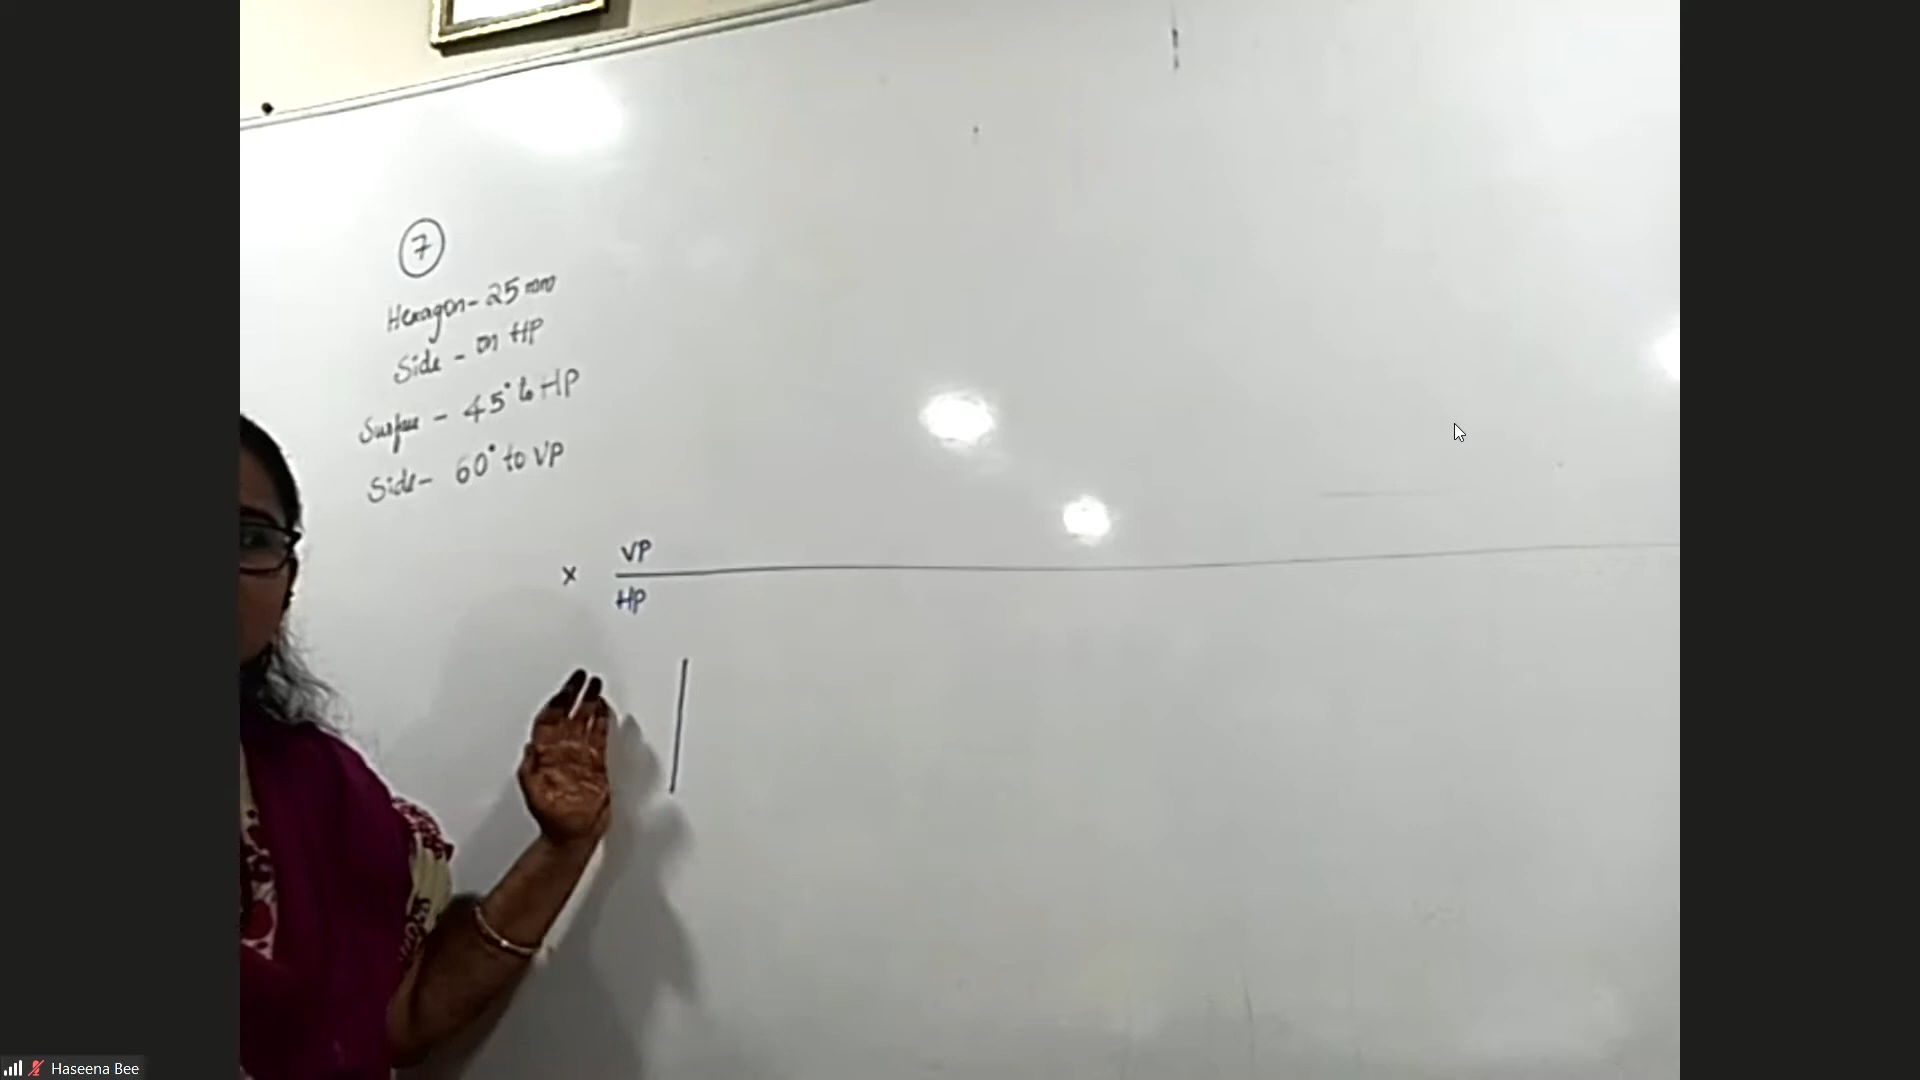 7
Hexagon - 25 mm
Side - on HP
Surface - 45° to HP
Side - 60° to VP
VP
X
HP
Haseena Bee